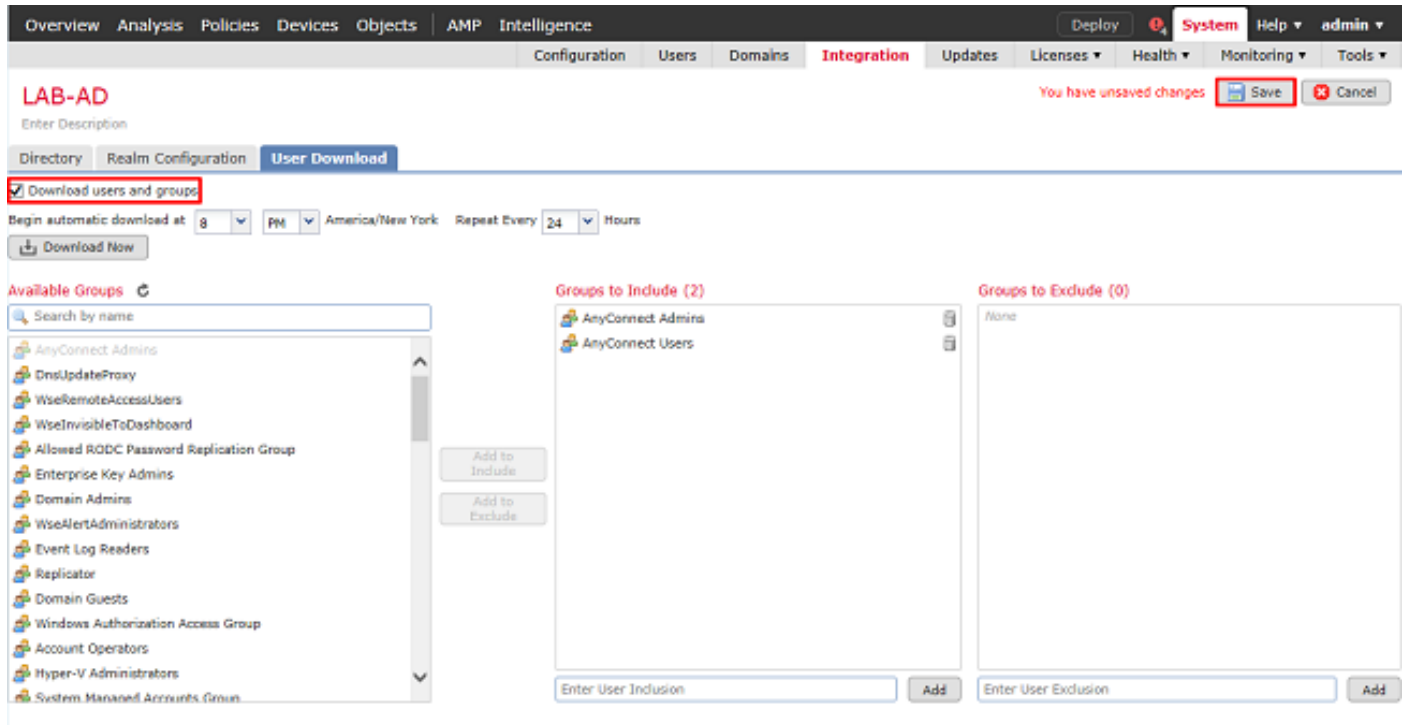 Overview Analysis Policies Devices Objects AMP Intelligence Deploy 4 System Help admin
Configuration Users Domains Integration Updates Licenses Health Monitoring Tools
LAB-AD
You have unsaved changes Save Cancel
Enter Description
Directory Realm Configuration User Download
Download users and groups
Begin automatic download at 8 PM America/New York Repeat Every 24 Hours
Download Now
Available Groups
Search by name
AnyConnect Admins
DnsUpdateProxy
WseRemoteAccessUsers
WseInvisibleToDashboard
Allowed RODC Password Replication Group
Enterprise Key Admins
Domain Admins
WseAlertAdministrators
Event Log Readers
Replicator
Domain Guests
Windows Authorization Access Group
Account Operators
Hyper-V Administrators
System Managed Accounts Group
Add to
Include
Add to
Exclude
Groups to Include (2)
AnyConnect Admins
AnyConnect Users
Enter User Inclusion Add
Groups to Exclude (0)
None
Enter User Exclusion Add